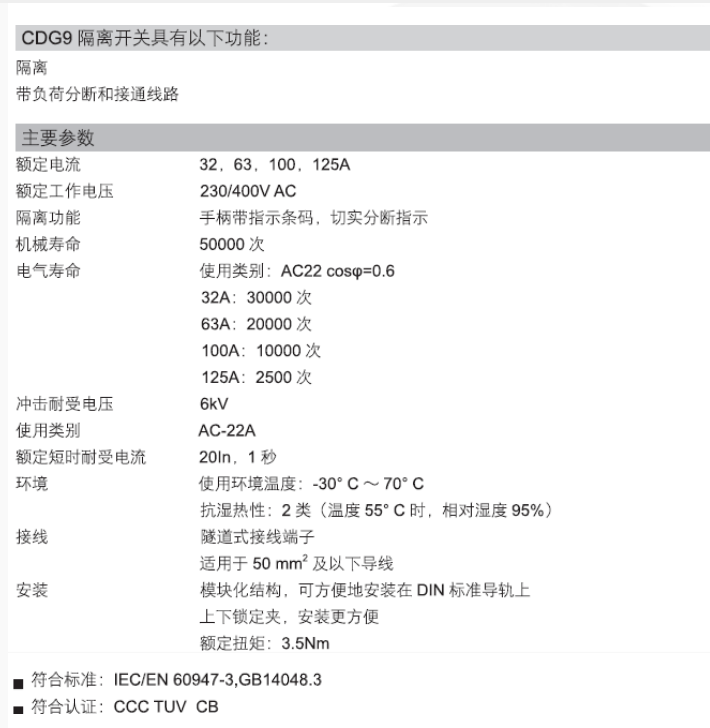 CDG9 隔离开关具有以下功能：
隔离
带负荷分断和接通线路
主要参数
额定电流 32，63，100，125A
额定工作电压 230/400V AC
隔离功能 手柄带指示条码，切实分断指示
机械寿命 50000 次
电气寿命 使用类别：AC22 cosφ=0.6
32A：30000 次
63A：20000 次
100A：10000 次
125A：2500 次
冲击耐受电压 6kV
使用类别 AC-22A
额定短时耐受电流 20In，1 秒
环境 使用环境温度：-30° C ～ 70° C
抗湿热性：2 类（温度 55° C 时，相对湿度 95%）
接线 隧道式接线端子
适用于 50 mm² 及以下导线
安装 模块化结构，可方便地安装在 DIN 标准导轨上
上下锁定夹，安装更方便
额定扭矩：3.5Nm
■ 符合标准：IEC/EN 60947-3,GB14048.3
■ 符合认证：CCC TUV CB